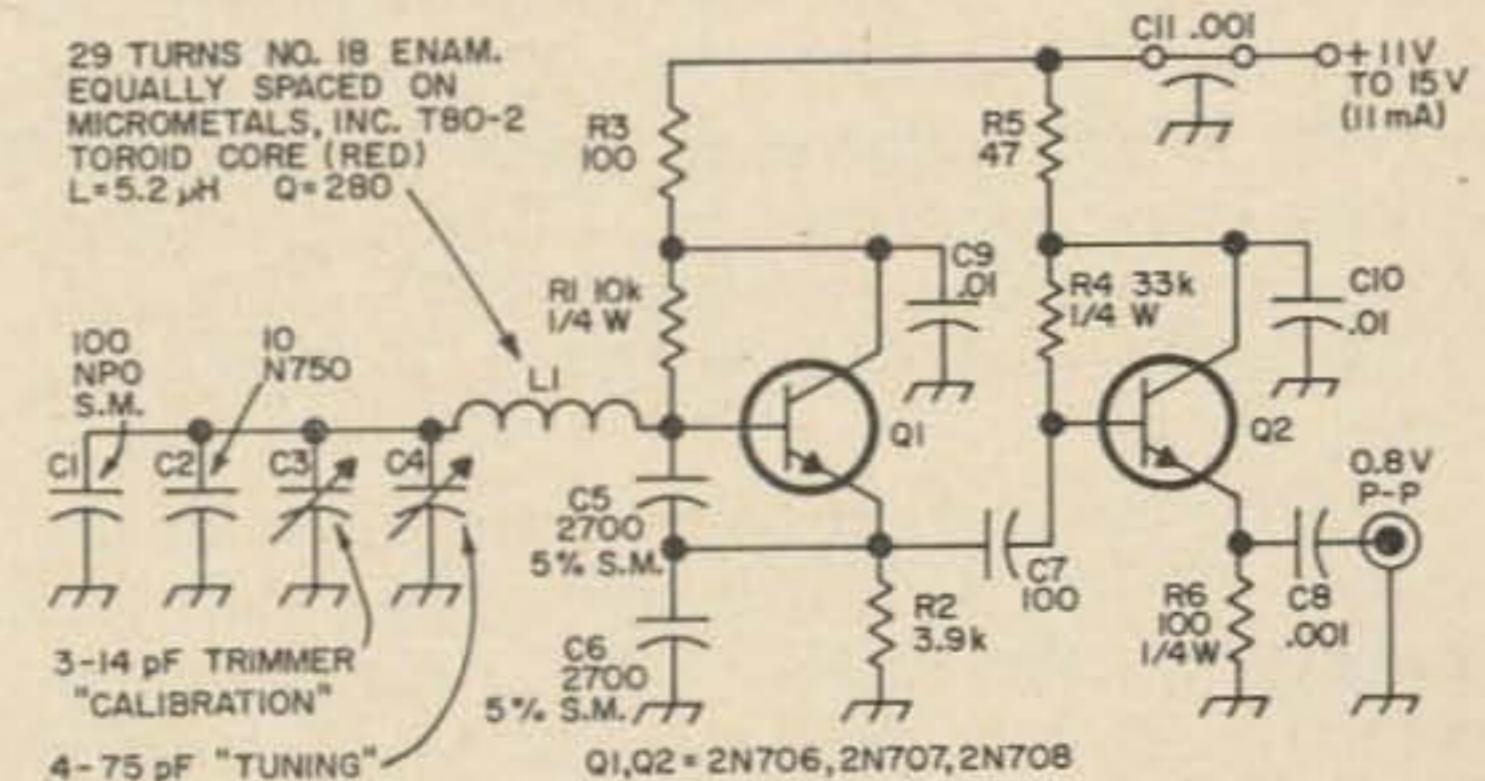 29 TURNS NO. 18 ENAM.
EQUALLY SPACED ON
MICROMETALS, INC. T80-2
TOROID CORE (RED)
L=5.2 µH Q=280
R3
100
R5
47
C11 .001
+11V
TO 15V
(11 mA)
R1 10k
1/4 W
C9
.01
R4 33k
1/4 W
C10
.01
100
NPO
S.M.
10
N750
L1
C1
C2
C3
C4
Q1
Q2
C5
2700
5% S.M.
0.8V
P-P
C7
100
R2
3.9k
R6
100
1/4W
C8
.001
C6
2700
5% S.M.
3-14 pF TRIMMER
"CALIBRATION"
4-75 pF "TUNING"
Q1,Q2 = 2N706, 2N707, 2N708